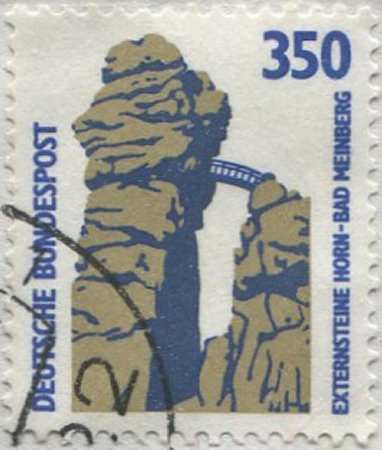 350
DEUTSCHE BUNDESPOST
EXTERNSTEINE HORN-BAD MEINBERG